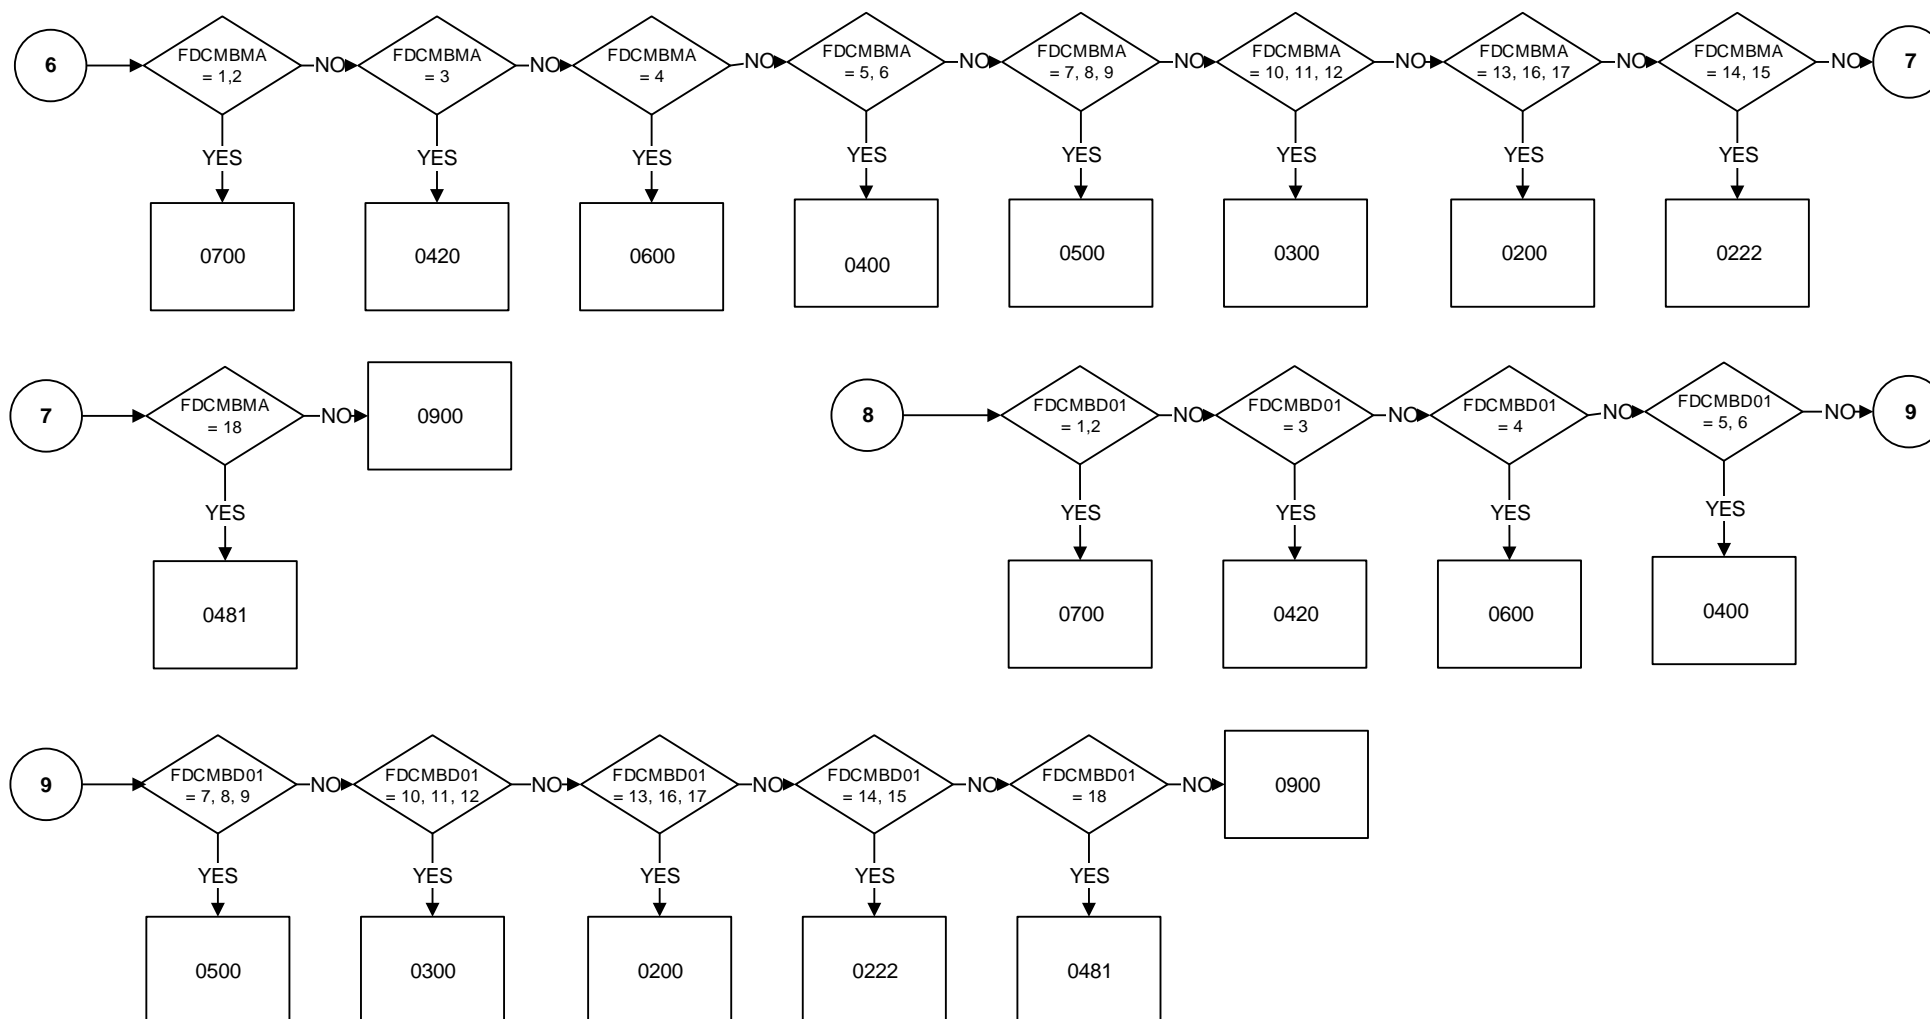 6
FDCMBMA
= 1,2
NO
FDCMBMA
= 3
NO
FDCMBMA
= 4
NO
FDCMBMA
= 5, 6
NO
FDCMBMA
= 7, 8, 9
NO
FDCMBMA
= 10, 11, 12
NO
FDCMBMA
= 13, 16, 17
NO
FDCMBMA
= 14, 15
NO
7
YES
YES
YES
YES
YES
YES
YES
YES
0700
0420
0600
0400
0500
0300
0200
0222
7
FDCMBMA
= 18
NO
0900
YES
0481
8
FDCMBD01
= 1,2
NO
FDCMBD01
= 3
NO
FDCMBD01
= 4
NO
FDCMBD01
= 5, 6
NO
9
YES
YES
YES
YES
0700
0420
0600
0400
9
FDCMBD01
= 7, 8, 9
NO
FDCMBD01
= 10, 11, 12
NO
FDCMBD01
= 13, 16, 17
NO
FDCMBD01
= 14, 15
NO
FDCMBD01
= 18
NO
0900
YES
YES
YES
YES
YES
0500
0300
0200
0222
0481